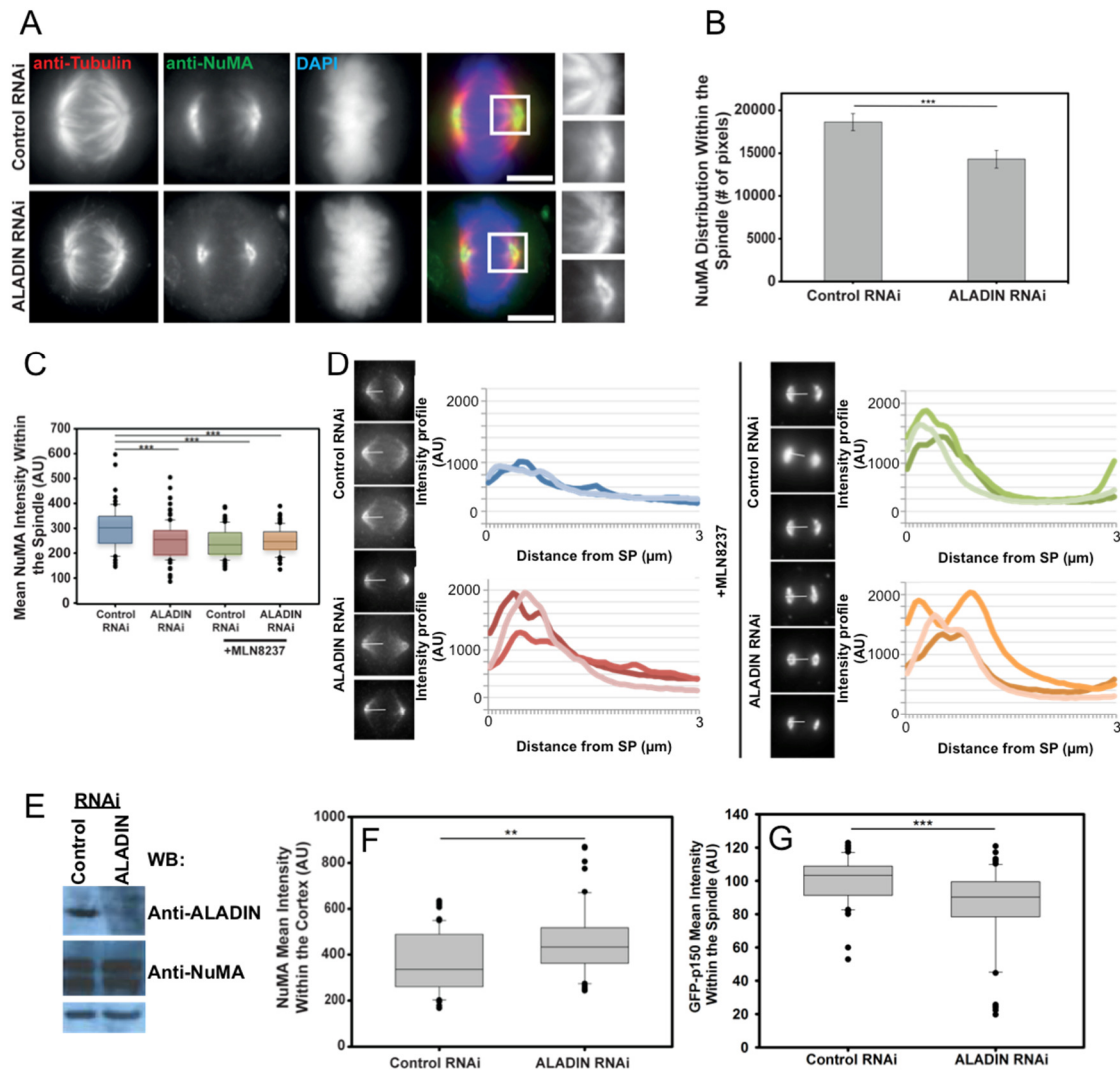 A
anti-Tubulin
anti-NuMA
DAPI
Control RNAi
ALADIN RNAi
B
NuMA Distribution Within the
Spindle (# of pixels)
20000
15000
10000
5000
0
***
Control RNAi
ALADIN RNAi
C
Mean NuMA Intensity Within
the Spindle (AU)
700
600
500
400
300
200
100
0
***
***
***
Control
RNAi
ALADIN
RNAi
Control
RNAi
ALADIN
RNAi
+MLN8237
D
Control RNAi
ALADIN RNAi
Intensity profile
(AU)
2000
1000
0
Distance from SP (µm)
Intensity profile
(AU)
2000
1000
0
0
3
Distance from SP (µm)
+MLN8237
Control RNAi
ALADIN RNAi
Intensity profile
(AU)
2000
1000
0
0
3
Distance from SP (µm)
Intensity profile
(AU)
2000
1000
0
0
3
Distance from SP (µm)
E
RNAi
Control
ALADIN
WB:
Anti-ALADIN
Anti-NuMA
F
NuMA Mean Intensity
Within the Cortex (AU)
1000
800
600
400
200
0
**
Control RNAi
ALADIN RNAi
G
GFP-p150 Mean Intensity
Within the Spindle (AU)
140
120
100
80
60
40
20
0
***
Control RNAi
ALADIN RNAi